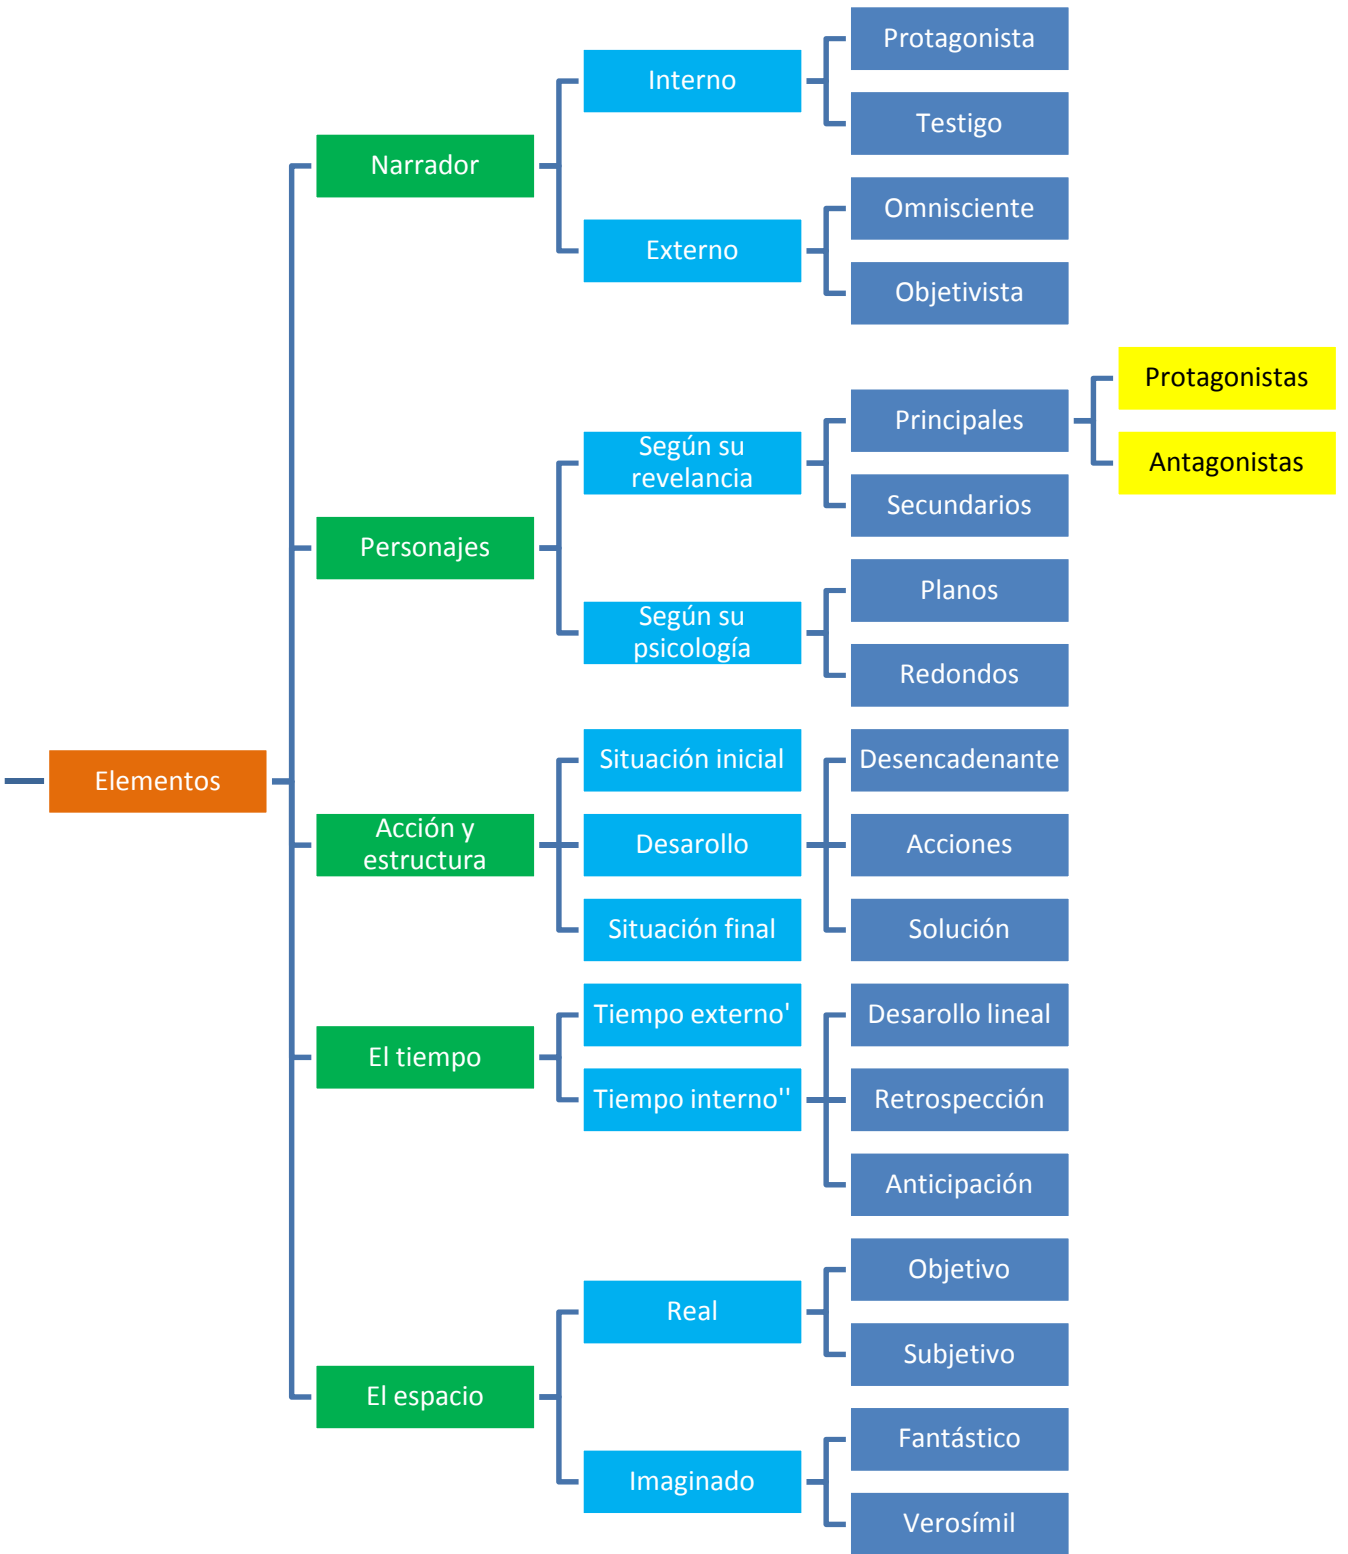 Elementos
Narrador
Interno
Protagonista
Testigo
Externo
Omnisciente
Objetivista
Personajes
Según su
revelancia
Principales
Protagonistas
Antagonistas
Secundarios
Según su
psicología
Planos
Redondos
Acción y
estructura
Situación inicial
Desarollo
Desencadenante
Acciones
Solución
Situación final
El tiempo
Tiempo externo'
Tiempo interno''
Desarollo lineal
Retrospección
Anticipación
El espacio
Real
Objetivo
Subjetivo
Imaginado
Fantástico
Verosímil